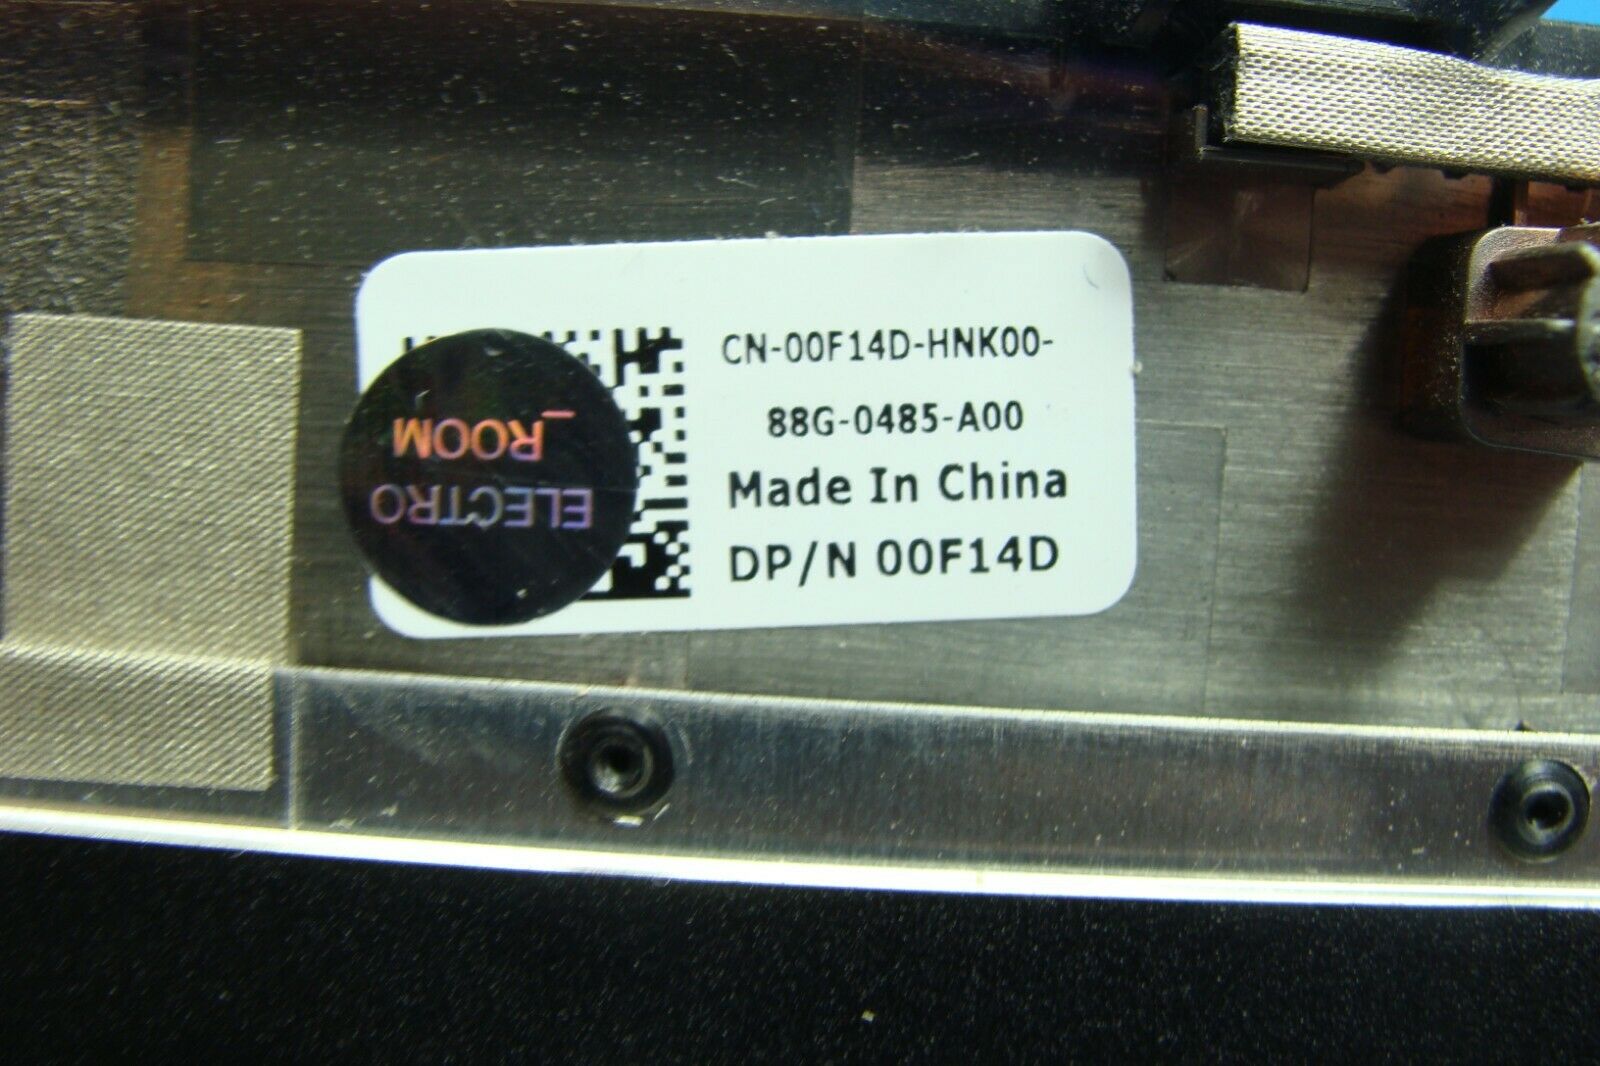 CN-00F14D-HNK00-
88G-0485-A00
Made In China
DP/N 00F14D
ELECTRO
_ROOM